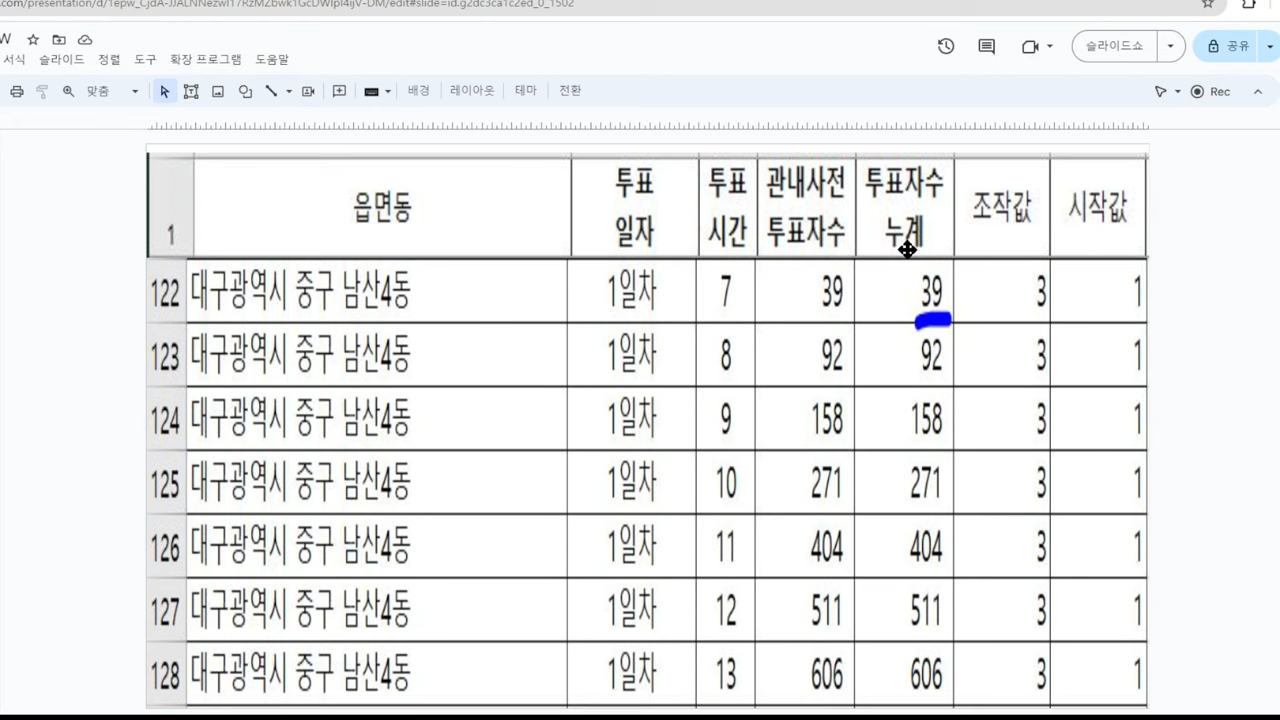 .com/presentation/d/1epw_CjdA-JJALNNezwI17RzMZbwk1GcDWIpI4ijV-DM/edit#slide=id.g2dc3ca1c2ed_0_1502
W
서식 슬라이드 정렬 도구 확장 프로그램 도움말
슬라이드쇼 공유
맞춤 배경 레이아웃 테마 전환 Rec
1 읍면동 투표 일자 투표 시간 관내사전 투표자수 투표자수 누계 조작값 시작값
122 대구광역시 중구 남산4동 1일차 7 39 39 3 1
123 대구광역시 중구 남산4동 1일차 8 92 92 3 1
124 대구광역시 중구 남산4동 1일차 9 158 158 3 1
125 대구광역시 중구 남산4동 1일차 10 271 271 3 1
126 대구광역시 중구 남산4동 1일차 11 404 404 3 1
127 대구광역시 중구 남산4동 1일차 12 511 511 3 1
128 대구광역시 중구 남산4동 1일차 13 606 606 3 1